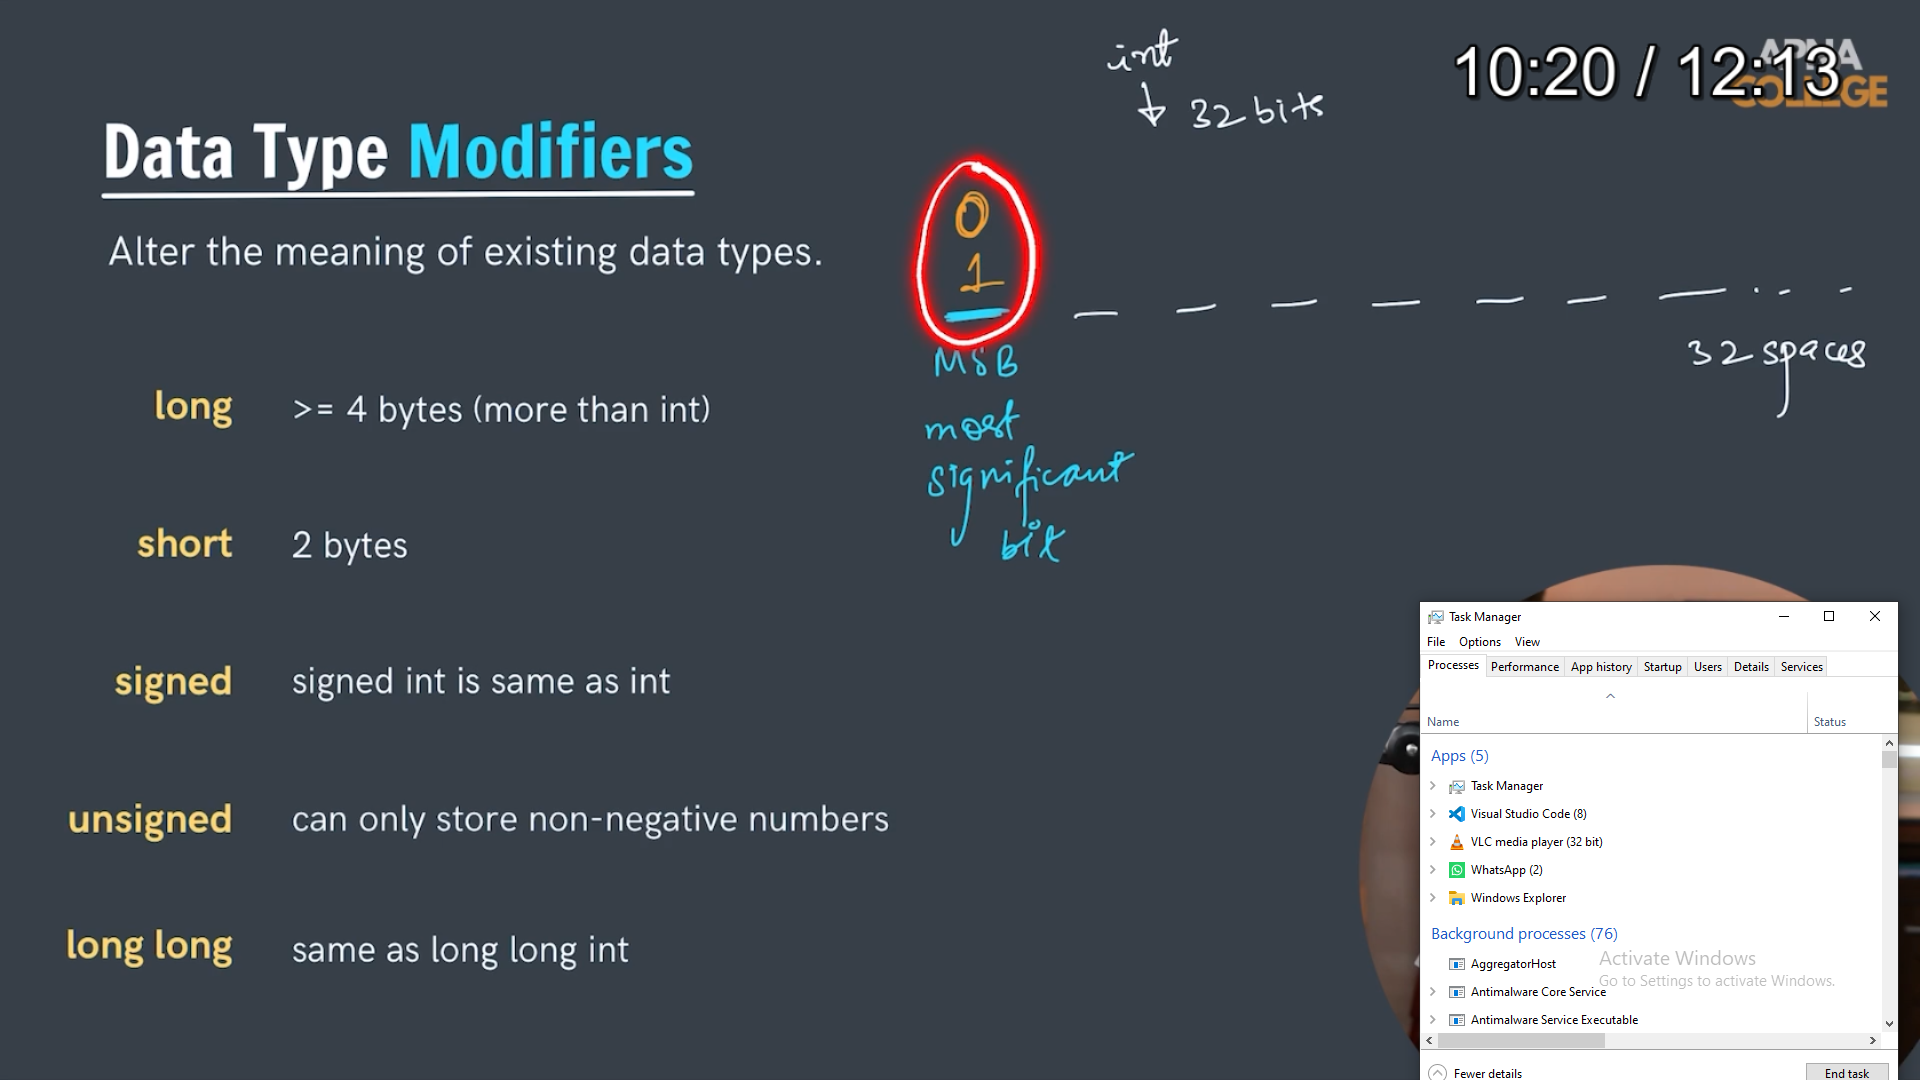 int
32 bits
10:20 / 12:13
APNA
COLLEGE
Data Type Modifiers
Alter the meaning of existing data types.
0
1
MSB
most
significant
bit
32 spaces
long >= 4 bytes (more than int)
short 2 bytes
signed signed int is same as int
unsigned can only store non-negative numbers
long long same as long long int
Task Manager
File Options View
Processes Performance App history Startup Users Details Services
Name Status
Apps (5)
Task Manager
Visual Studio Code (8)
VLC media player (32 bit)
WhatsApp (2)
Windows Explorer
Background processes (76)
AggregatorHost
Antimalware Core Service
Antimalware Service Executable
Activate Windows
Go to Settings to activate Windows.
Fewer details End task